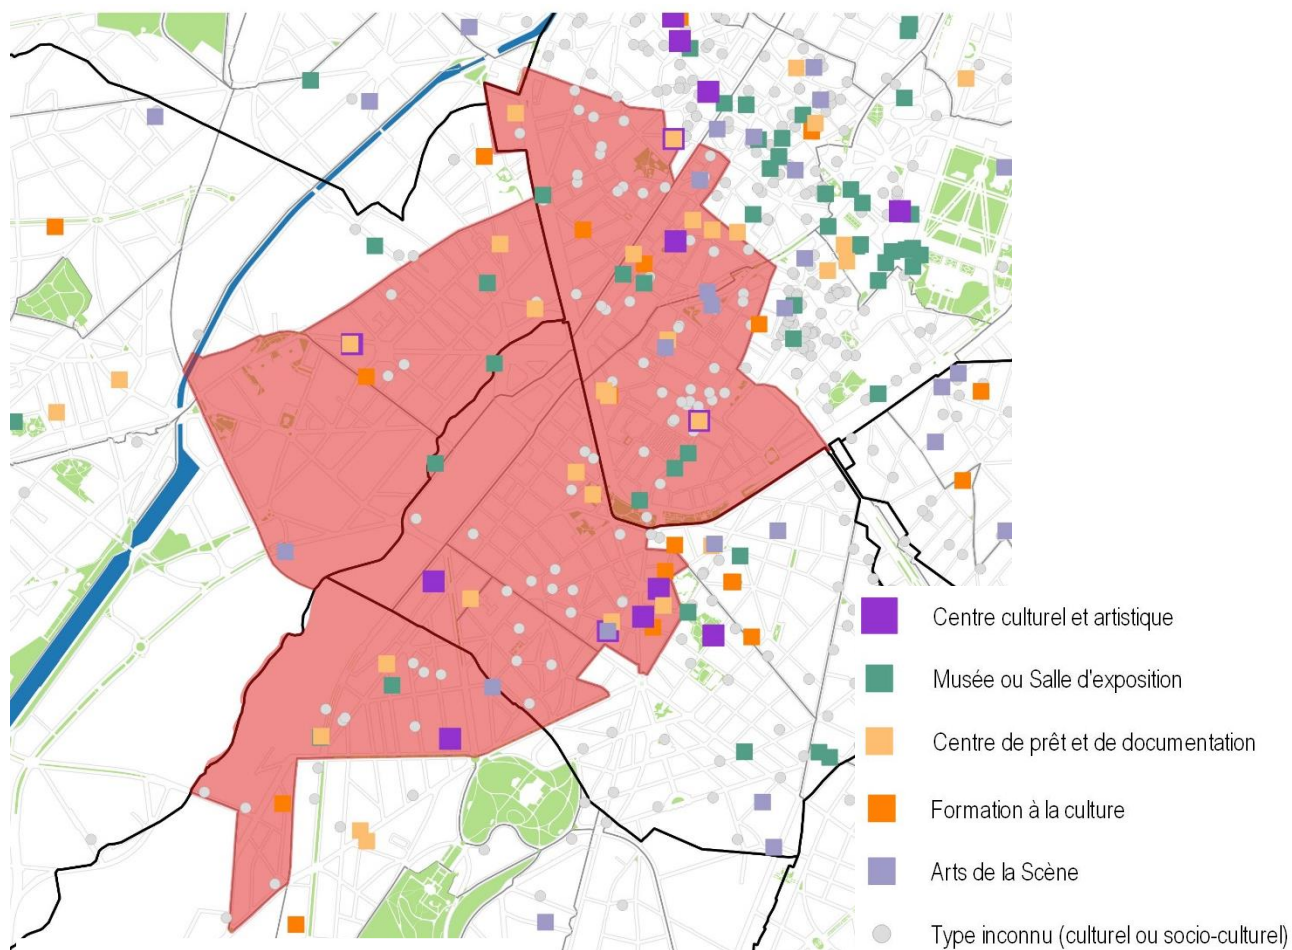 Centre culturel et artistique
Musée ou Salle d'exposition
Centre de prêt et de documentation
Formation à la culture
Arts de la Scène
Type inconnu (culturel ou socio-culturel)